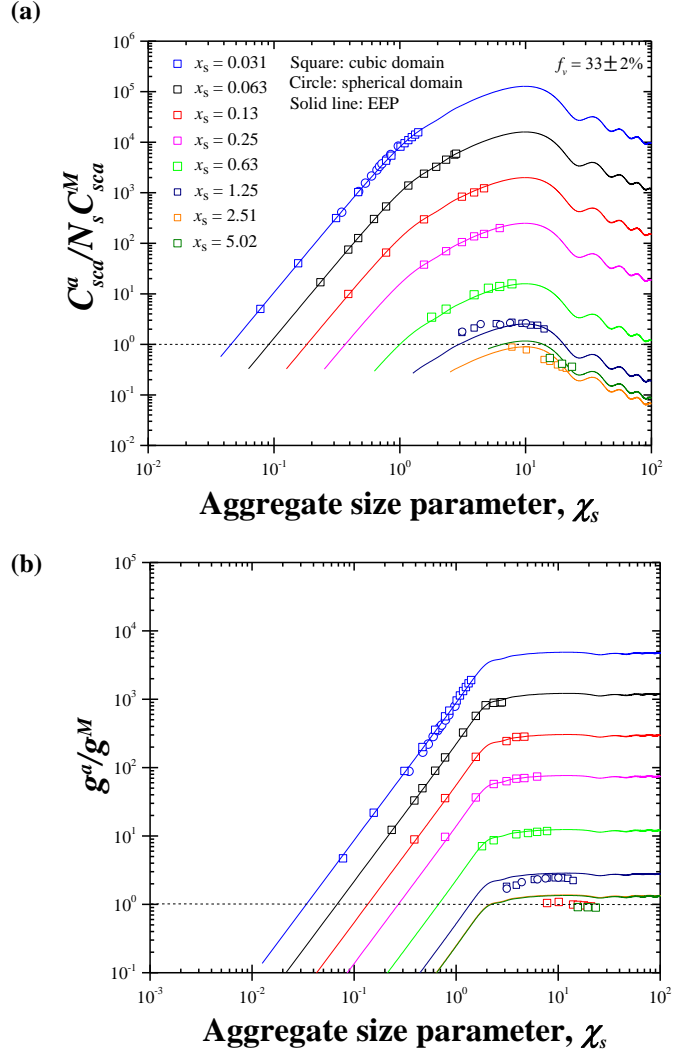 (a)
10^6
10^5
10^4
10^3
10^2
10^1
10^0
10^-1
10^-2
C^a_sca/N_s C^M_sca
x_s = 0.031
x_s = 0.063
x_s = 0.13
x_s = 0.25
x_s = 0.63
x_s = 1.25
x_s = 2.51
x_s = 5.02
Square: cubic domain
Circle: spherical domain
Solid line: EEP
f_v = 33±2%
10^-2 10^-1 10^0 10^1 10^2
Aggregate size parameter, χ_s
(b)
10^5
10^4
10^3
10^2
10^1
10^0
10^-1
g^a/g^M
10^-3 10^-2 10^-1 10^0 10^1 10^2
Aggregate size parameter, χ_s